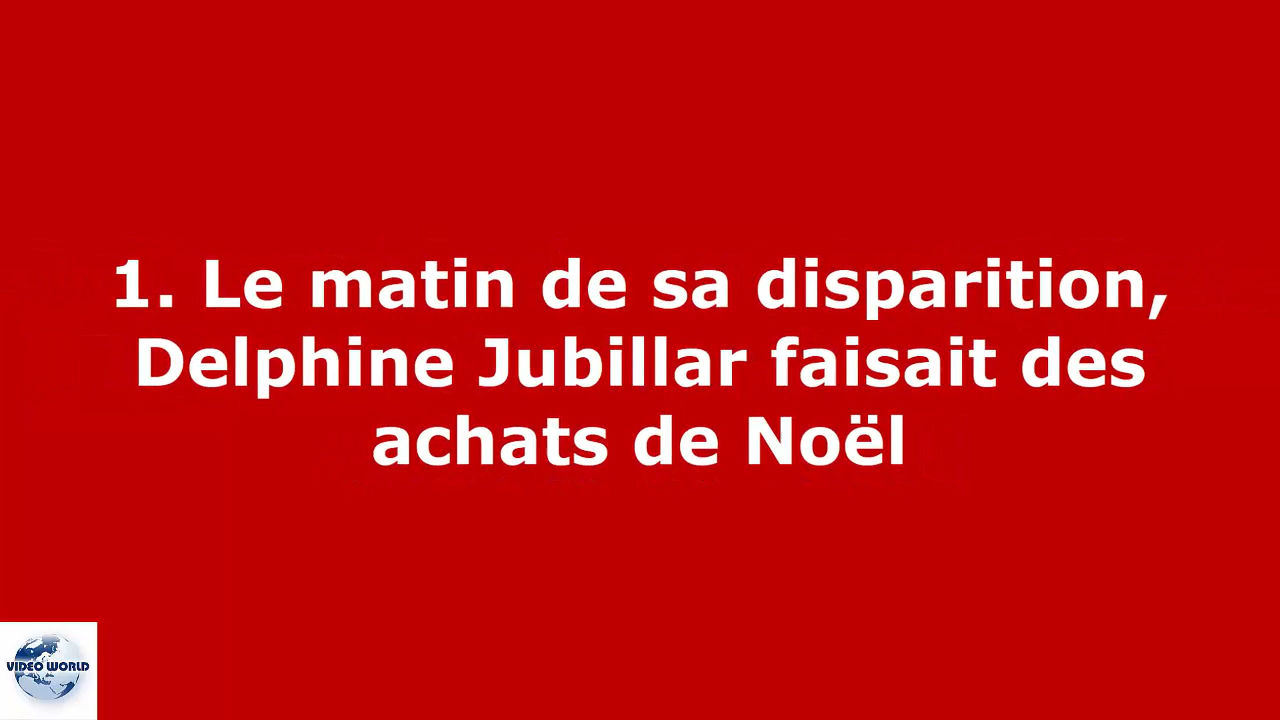 1. Le matin de sa disparition,
Delphine Jubillar faisait des
achats de Noël
VIDEO WORLD